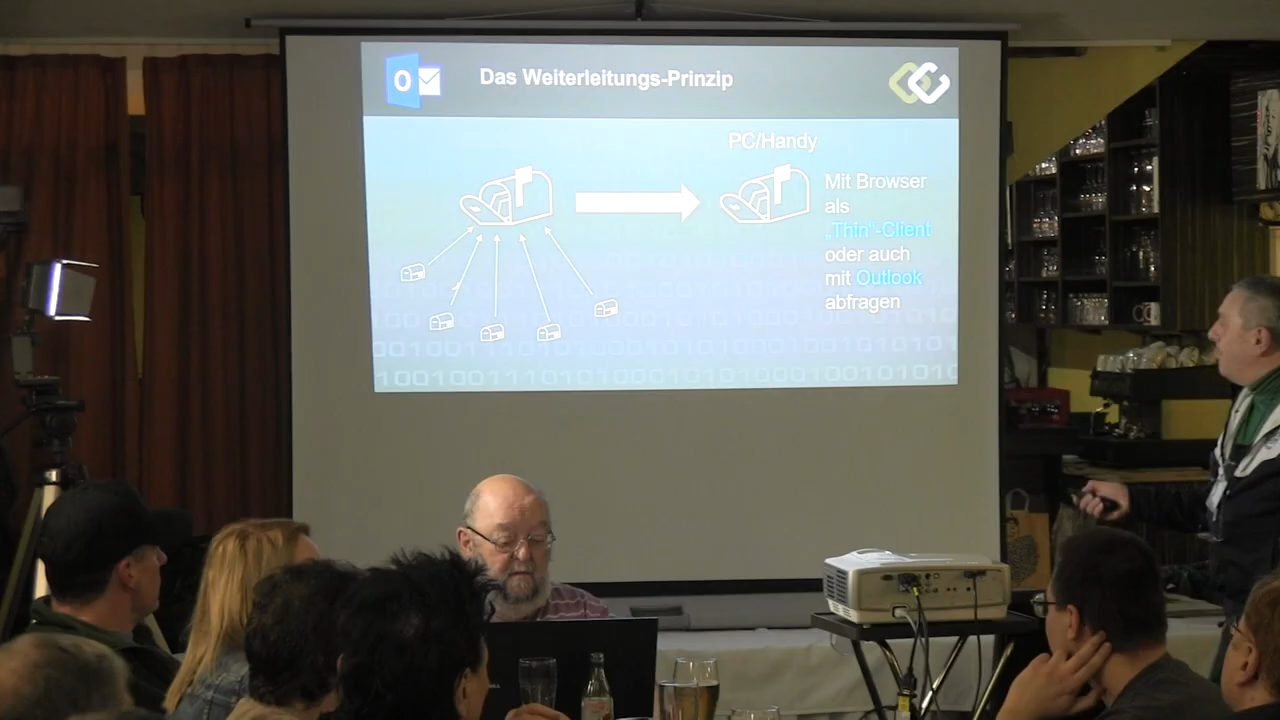 O
Das Weiterleitungs-Prinzip
PC/Handy
Mit Browser
als
„Thin“-Client
oder auch
mit Outlook
abfragen